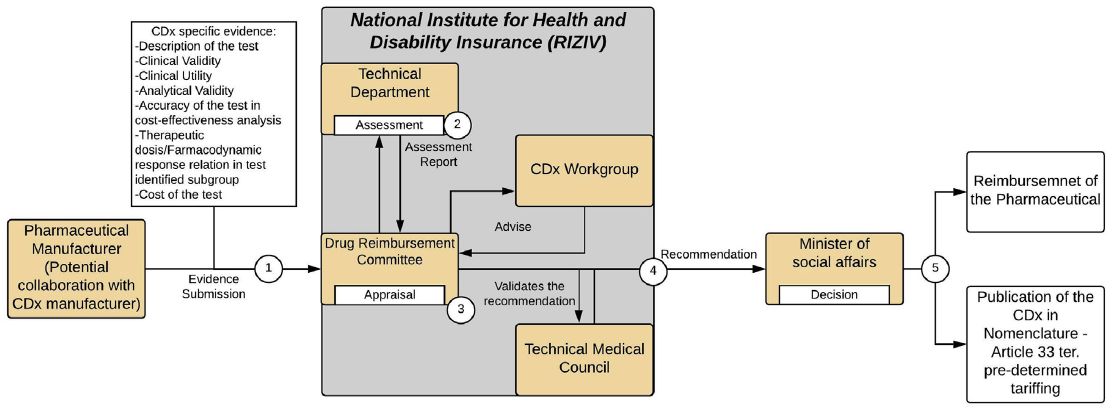 CDx specific evidence:
-Description of the test
-Clinical Validity
-Clinical Utility
-Analytical Validity
-Accuracy of the test in
cost-effectiveness analysis
-Therapeutic
dosis/Farmacodynamic
response relation in test
identified subgroup
-Cost of the test
Pharmaceutical
Manufacturer
(Potential
collaboration with
CDx manufacturer)
Evidence
Submission
1
National Institute for Health and
Disability Insurance (RIZIV)
Technical
Department
Assessment
2
Assessment
Report
CDx Workgroup
Advise
Drug Reimbursement
Committee
Appraisal
3
Validates the
recommendation
Technical Medical
Council
4
Recommendation
Minister of
social affairs
Decision
5
Reimbursemnet of
the Pharmaceutical
Publication of the
CDx in
Nomenclature -
Article 33 ter.
pre-determined
tariffing